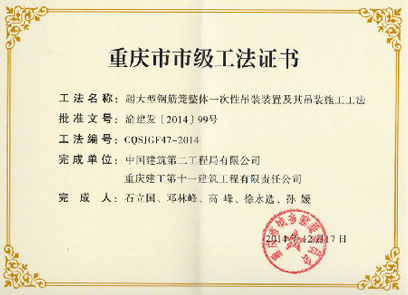 重庆市市级工法证书
工法名称：超大型钢筋笼整体一次性吊装装置及其吊装施工工法
批准文号：渝建发［2014］99号
工法编号：CQSJGF47-2014
完成单位：中国建筑第二工程局有限公司
重庆建工第十一建筑工程有限责任公司
完成人：石立国、邓林峰、高峰、徐水选、孙媛
2014年12月17日